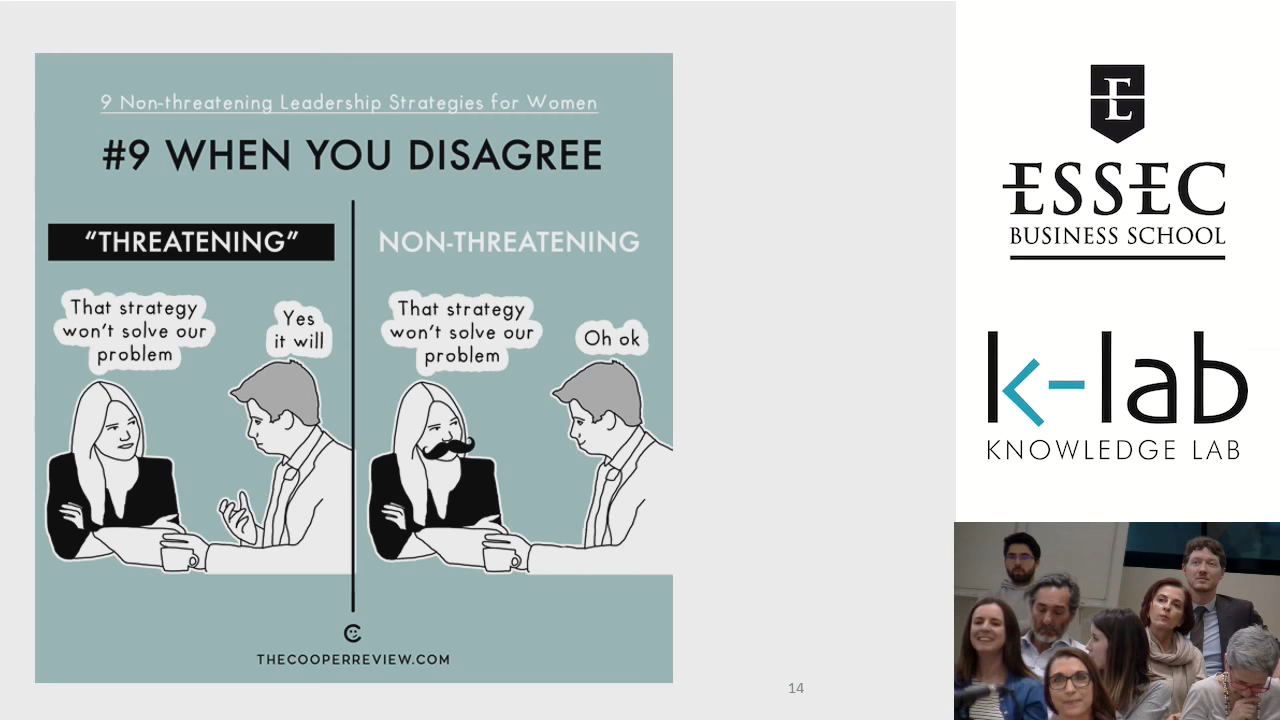 9 Non-threatening Leadership Strategies for Women
#9 WHEN YOU DISAGREE
“THREATENING”
NON-THREATENING
That strategy
won’t solve our
problem
Yes
it will
That strategy
won’t solve our
problem
Oh ok
THECOOPERREVIEW.COM
14
E
ESSEC
BUSINESS SCHOOL
k-lab
KNOWLEDGE LAB